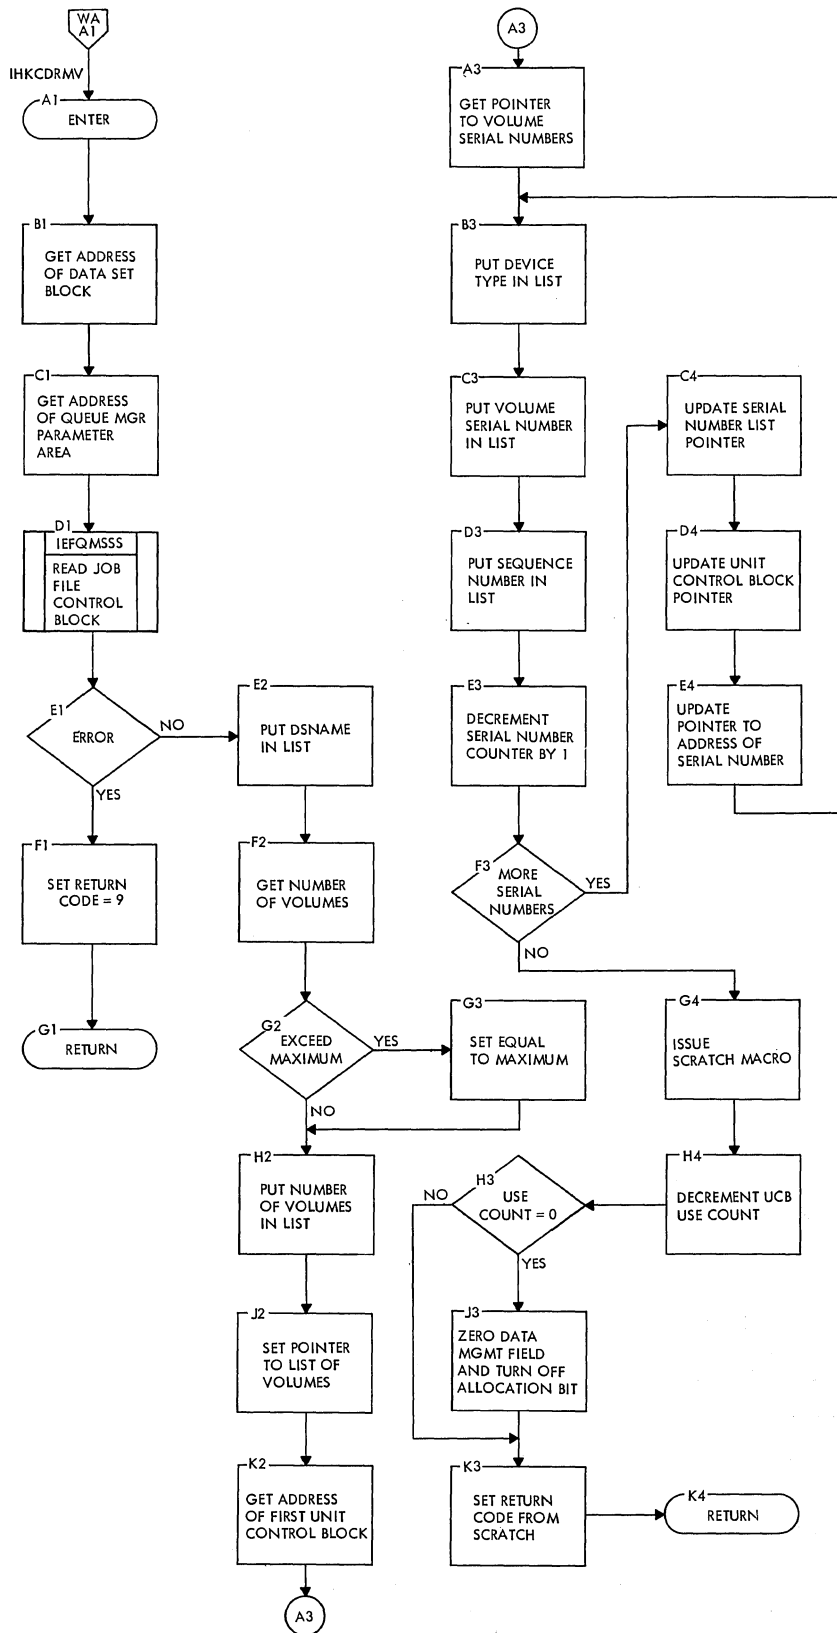 WA
A1
IHKCDRMV
A1
ENTER
B1
GET ADDRESS
OF DATA SET
BLOCK
C1
GET ADDRESS
OF QUEUE MGR
PARAMETER
AREA
D1
IEFQMSSS
READ JOB
FILE
CONTROL
BLOCK
E1
ERROR
NO
YES
F1
SET RETURN
CODE = 9
G1
RETURN
E2
PUT DSNAME
IN LIST
F2
GET NUMBER
OF VOLUMES
G2
EXCEED
MAXIMUM
YES
NO
G3
SET EQUAL
TO MAXIMUM
H2
PUT NUMBER
OF VOLUMES
IN LIST
J2
SET POINTER
TO LIST OF
VOLUMES
K2
GET ADDRESS
OF FIRST UNIT
CONTROL BLOCK
A3
A3
A3
GET POINTER
TO VOLUME
SERIAL NUMBERS
B3
PUT DEVICE
TYPE IN LIST
C3
PUT VOLUME
SERIAL NUMBER
IN LIST
D3
PUT SEQUENCE
NUMBER IN
LIST
E3
DECREMENT
SERIAL NUMBER
COUNTER BY 1
F3
MORE
SERIAL
NUMBERS
YES
NO
C4
UPDATE SERIAL
NUMBER LIST
POINTER
D4
UPDATE UNIT
CONTROL BLOCK
POINTER
E4
UPDATE
POINTER TO
ADDRESS OF
SERIAL NUMBER
G4
ISSUE
SCRATCH MACRO
H4
DECREMENT UCB
USE COUNT
H3
USE
COUNT = 0
NO
YES
J3
ZERO DATA
MGMT FIELD
AND TURN OFF
ALLOCATION BIT
K3
SET RETURN
CODE FROM
SCRATCH
K4
RETURN